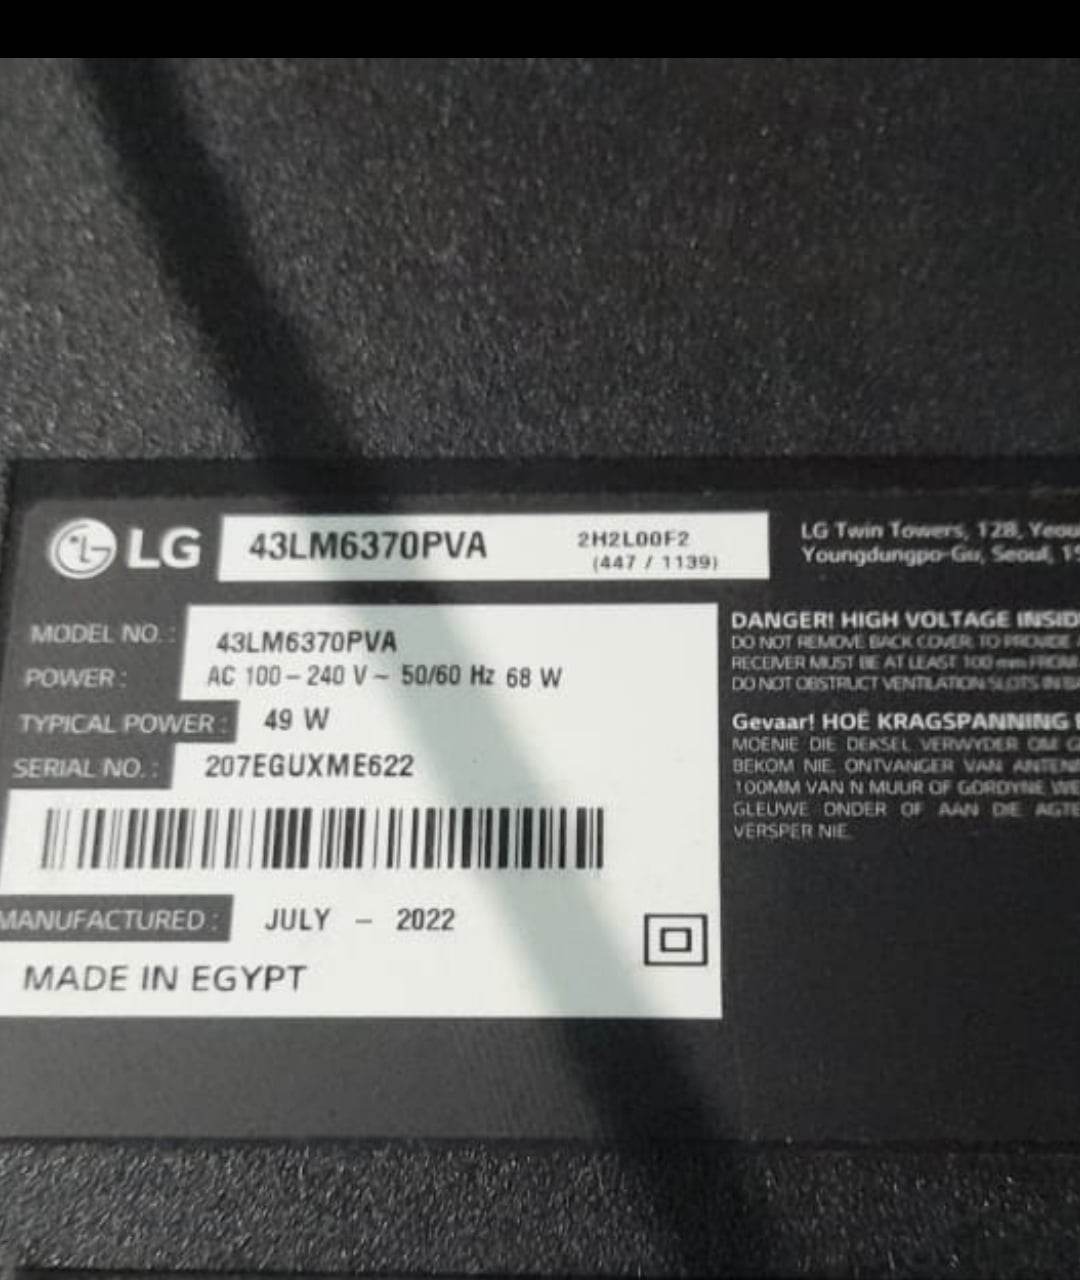 LG 43LM6370PVA 2H2L00F2
(447 / 1139)
MODEL NO. : 43LM6370PVA
POWER : AC 100 – 240 V ~ 50/60 Hz 68 W
TYPICAL POWER : 49 W
SERIAL NO. : 207EGUXME622
MANUFACTURED : JULY – 2022
MADE IN EGYPT
LG Twin Towers, 128,
Youngdungpo-Gu, Seoul,
DANGER! HIGH VOLTAGE
DO NOT REMOVE BACK COVER. TO PROVIDE
RECEIVER MUST BE AT LEAST 100 mm FROM
DO NOT OBSTRUCT VENTILATION SLOTS IN
Gevaar! HOË KRAGSPANNING
MOENIE DIE DEKSEL VERWYDER OM
BEKOM NIE. ONTVANGER VAN
100MM VAN N MUUR OF GORDYNE
GLEUWE ONDER OF AAN DIE
VERSPER NIE.